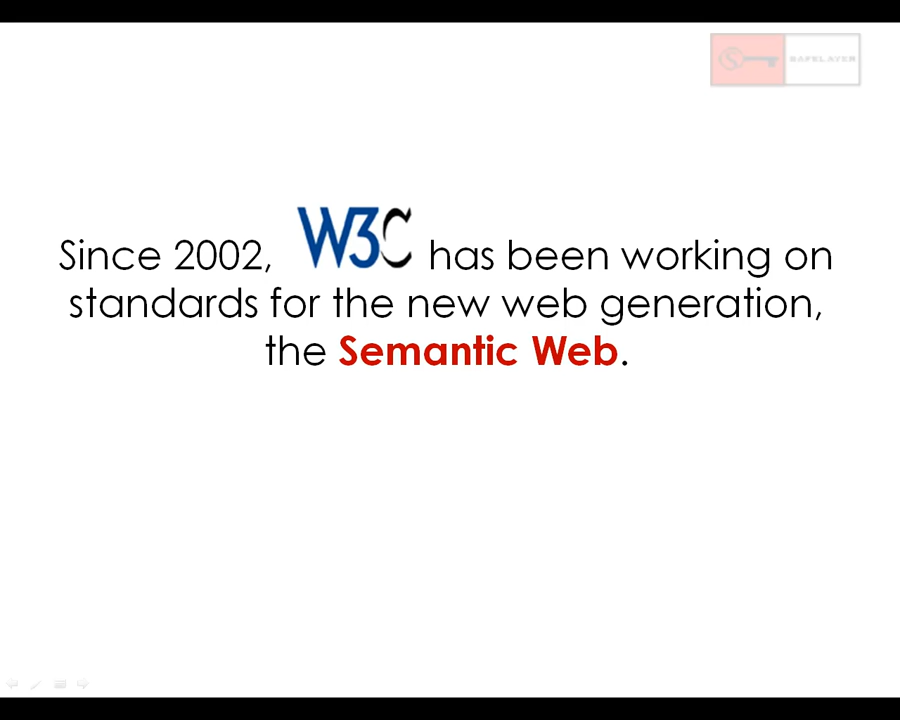 SAFELAYER
Since 2002, W3C has been working on
standards for the new web generation,
the Semantic Web.